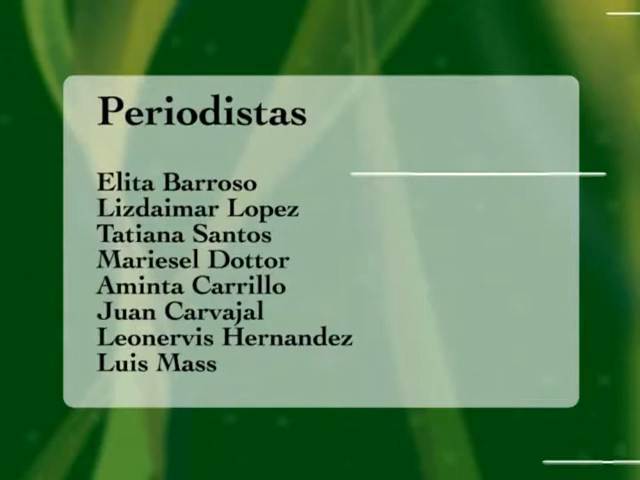 Periodistas
Elita Barroso
Lizdaimar Lopez
Tatiana Santos
Mariesel Dottor
Aminta Carrillo
Juan Carvajal
Leonervis Hernandez
Luis Mass